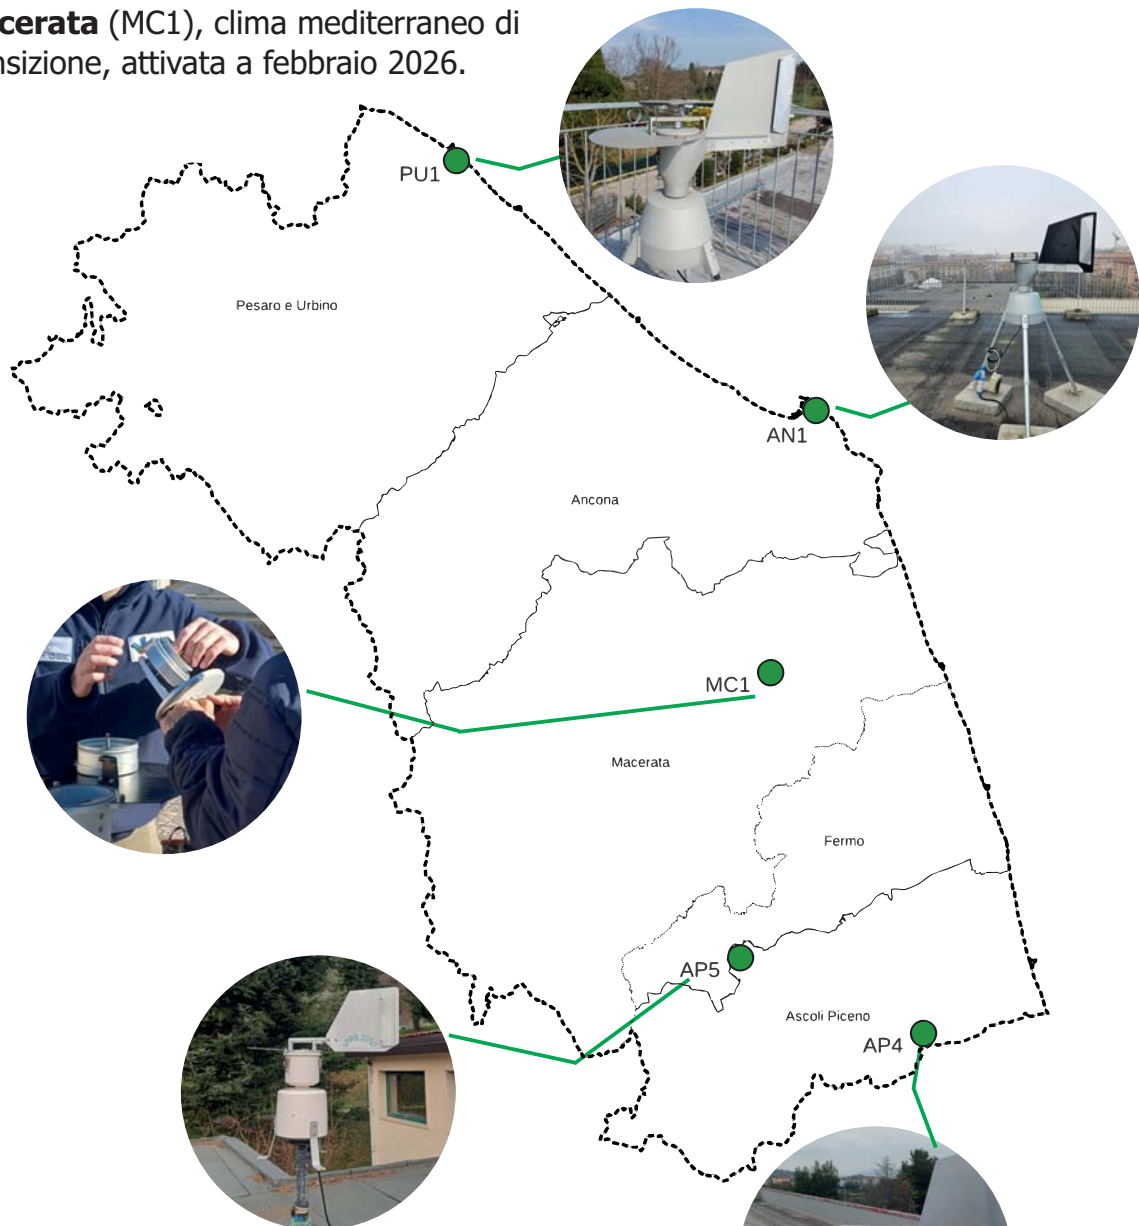 cerata (MC1), clima mediterraneo di
nsizione, attivata a febbraio 2026.
PU1
Pesaro e Urbino
AN1
Ancona
MC1
Macerata
Fermo
AP5
Ascoli Piceno
AP4